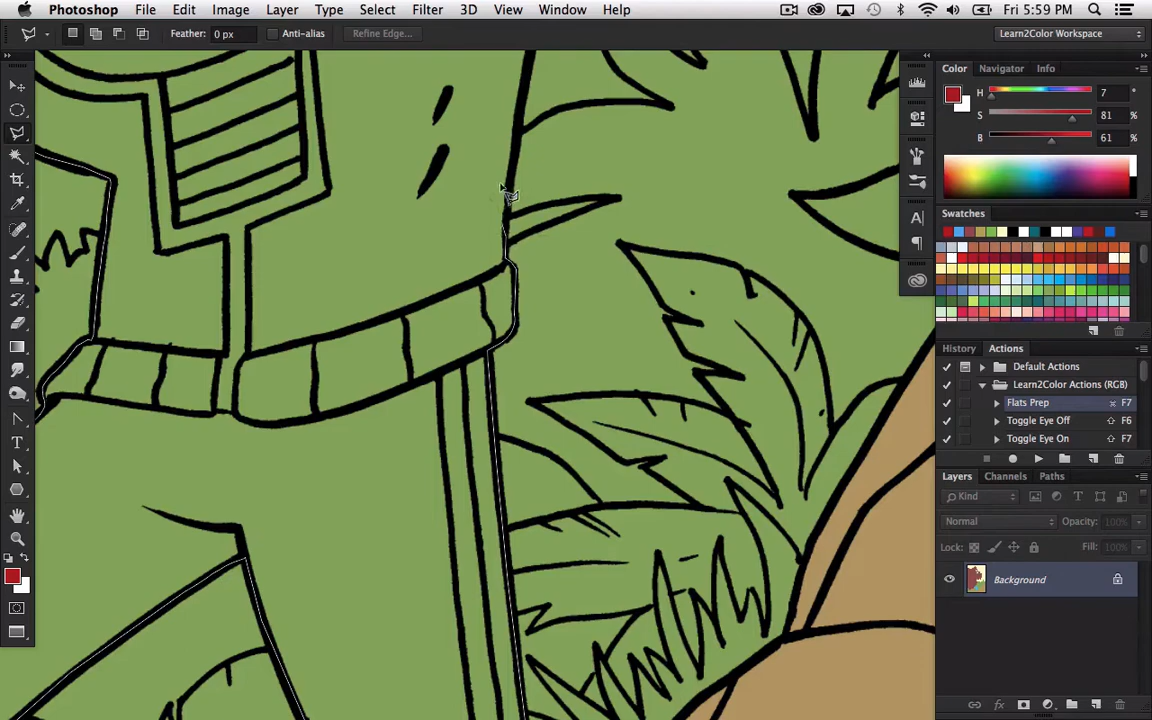 Photoshop File Edit Image Layer Type Select Filter 3D View Window Help Fri 5:59 PM
Feather: 0 px Anti-alias Refine Edge... Learn2Color Workspace
Color Navigator Info
H 7 °
S 81 %
B 61 %
Swatches
History Actions
Default Actions
Learn2Color Actions (RGB)
Flats Prep F7
Toggle Eye Off F6
Toggle Eye On F7
Layers Channels Paths
Kind
Normal Opacity: 100%
Lock: Fill: 100%
Background